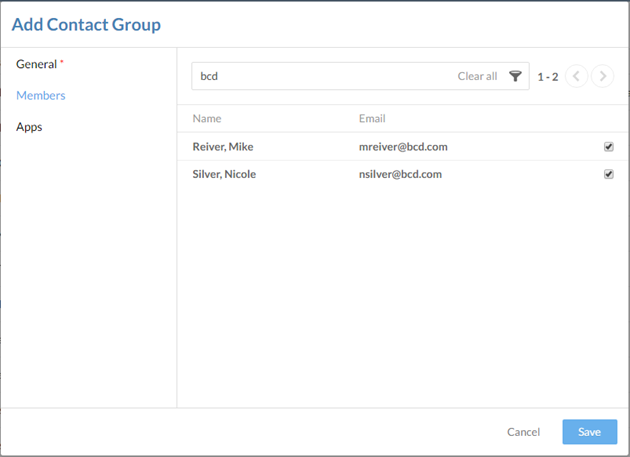 Add Contact Group
General *
Members
Apps
bcd Clear all 1 - 2
Name Email
Reiver, Mike mreiver@bcd.com
Silver, Nicole nsilver@bcd.com
Cancel Save